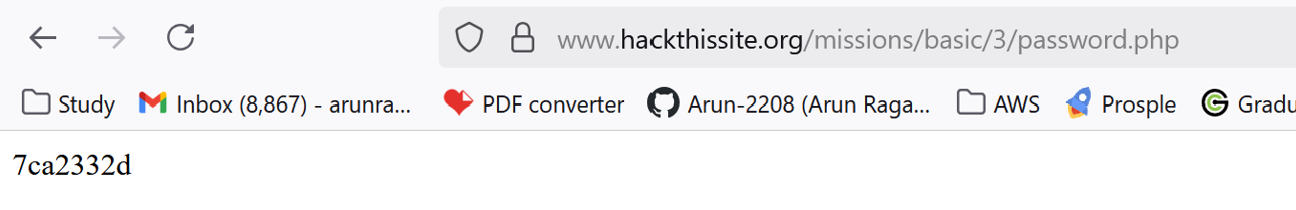 www.hackthissite.org/missions/basic/3/password.php
Study Inbox (8,867) - arunra... PDF converter Arun-2208 (Arun Raga... AWS Prosple Gradu
7ca2332d